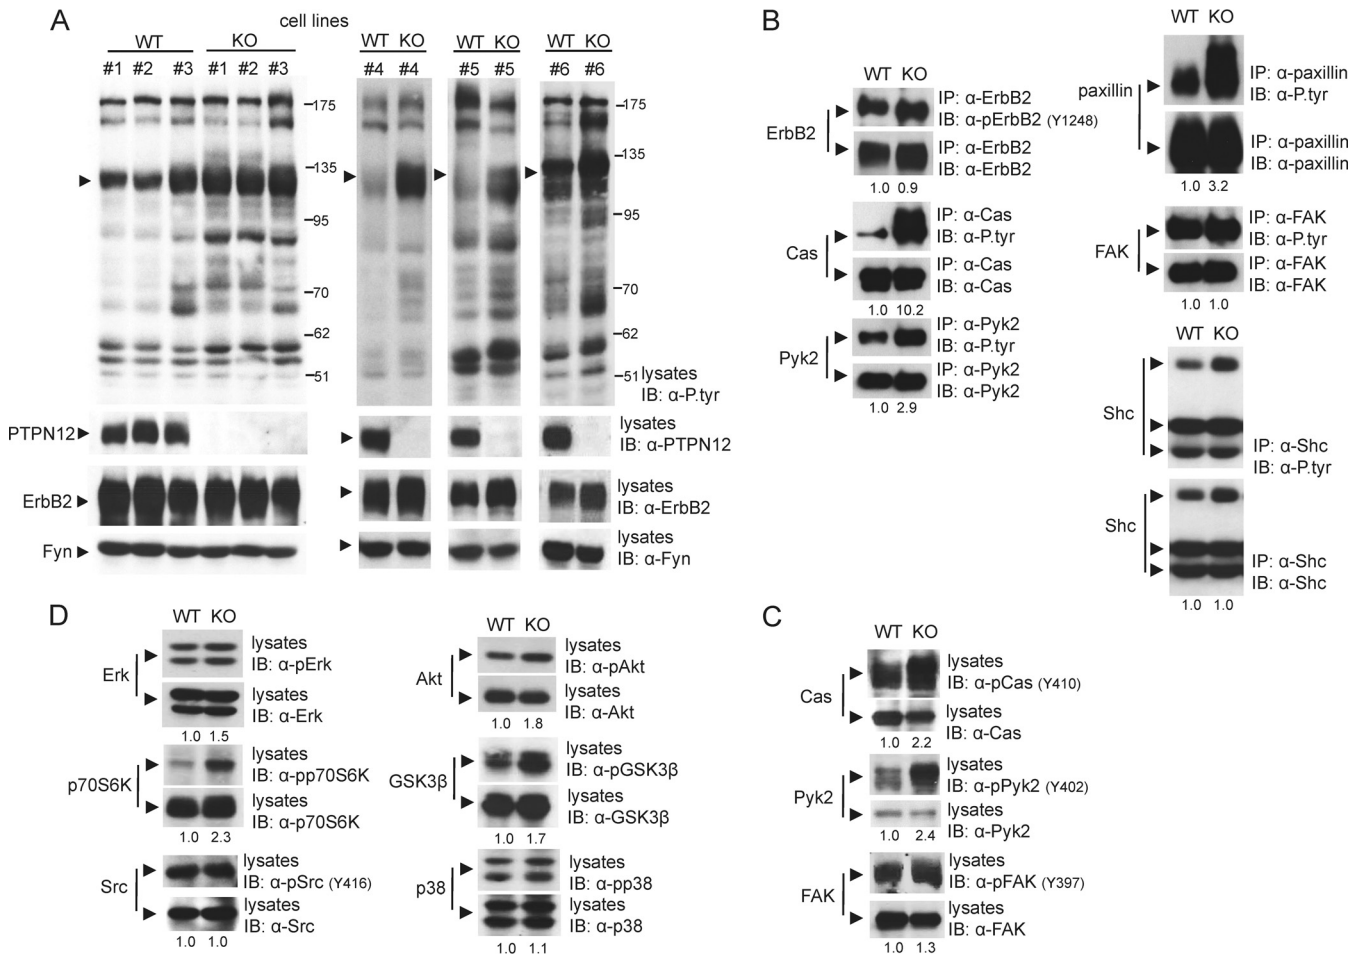 A
cell lines
WT KO WT KO WT KO WT KO
#1 #2 #3 #1 #2 #3 #4 #4 #5 #5 #6 #6
175 175
135 135
95 95
70 70
62 62
51 51
lysates
IB: α-P.tyr
PTPN12
lysates
IB: α-PTPN12
ErbB2
lysates
IB: α-ErbB2
Fyn
lysates
IB: α-Fyn
B
WT KO
ErbB2
IP: α-ErbB2
IB: α-pErbB2 (Y1248)
IP: α-ErbB2
IB: α-ErbB2
1.0 0.9
Cas
IP: α-Cas
IB: α-P.tyr
IP: α-Cas
IB: α-Cas
1.0 10.2
Pyk2
IP: α-Pyk2
IB: α-P.tyr
IP: α-Pyk2
IB: α-Pyk2
1.0 2.9
WT KO
paxillin
IP: α-paxillin
IB: α-P.tyr
IP: α-paxillin
IB: α-paxillin
1.0 3.2
FAK
IP: α-FAK
IB: α-P.tyr
IP: α-FAK
IB: α-FAK
1.0 1.0
WT KO
Shc
IP: α-Shc
IB: α-P.tyr
Shc
IP: α-Shc
IB: α-Shc
1.0 1.0
D
WT KO
Erk
lysates
IB: α-pErk
lysates
IB: α-Erk
1.0 1.5
p70S6K
lysates
IB: α-pp70S6K
lysates
IB: α-p70S6K
1.0 2.3
Src
lysates
IB: α-pSrc (Y416)
lysates
IB: α-Src
1.0 1.0
WT KO
Akt
lysates
IB: α-pAkt
lysates
IB: α-Akt
1.0 1.8
GSK3β
lysates
IB: α-pGSK3β
lysates
IB: α-GSK3β
1.0 1.7
p38
lysates
IB: α-pp38
lysates
IB: α-p38
1.0 1.1
C
WT KO
Cas
lysates
IB: α-pCas (Y410)
lysates
IB: α-Cas
1.0 2.2
Pyk2
lysates
IB: α-pPyk2 (Y402)
lysates
IB: α-Pyk2
1.0 2.4
FAK
lysates
IB: α-pFAK (Y397)
lysates
IB: α-FAK
1.0 1.3